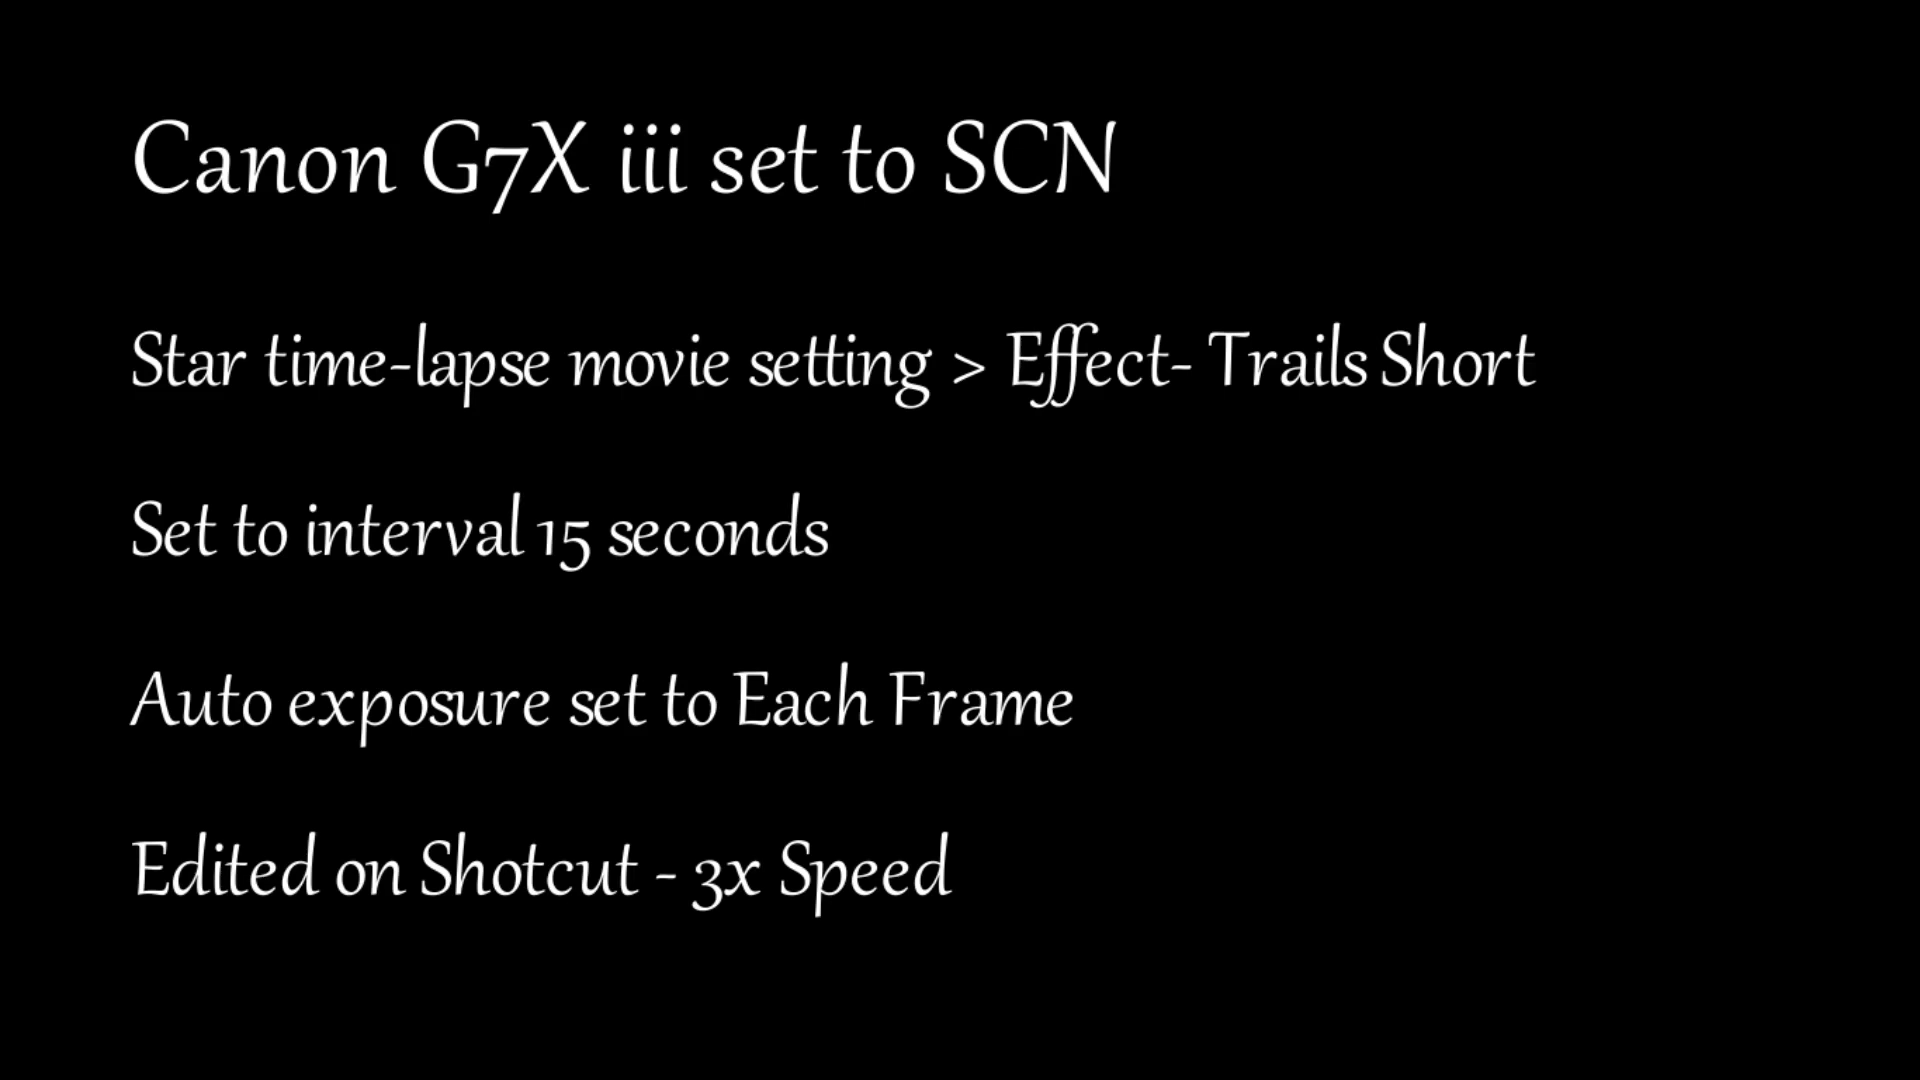 Canon G7X iii set to SCN
Star time-lapse movie setting > Effect- Trails Short
Set to interval 15 seconds
Auto exposure set to Each Frame
Edited on Shotcut - 3x Speed